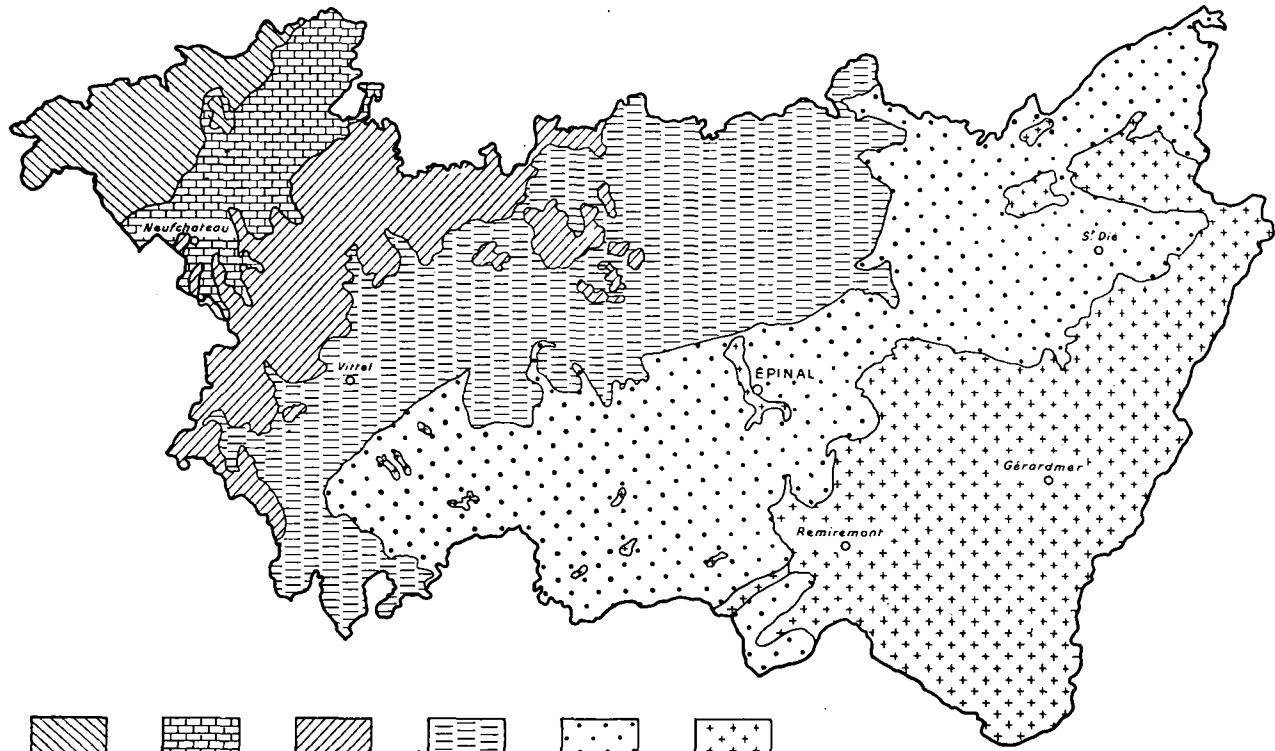 Neufchateau
St Dié
Vittel
ÉPINAL
Gérardmer
Remiremont